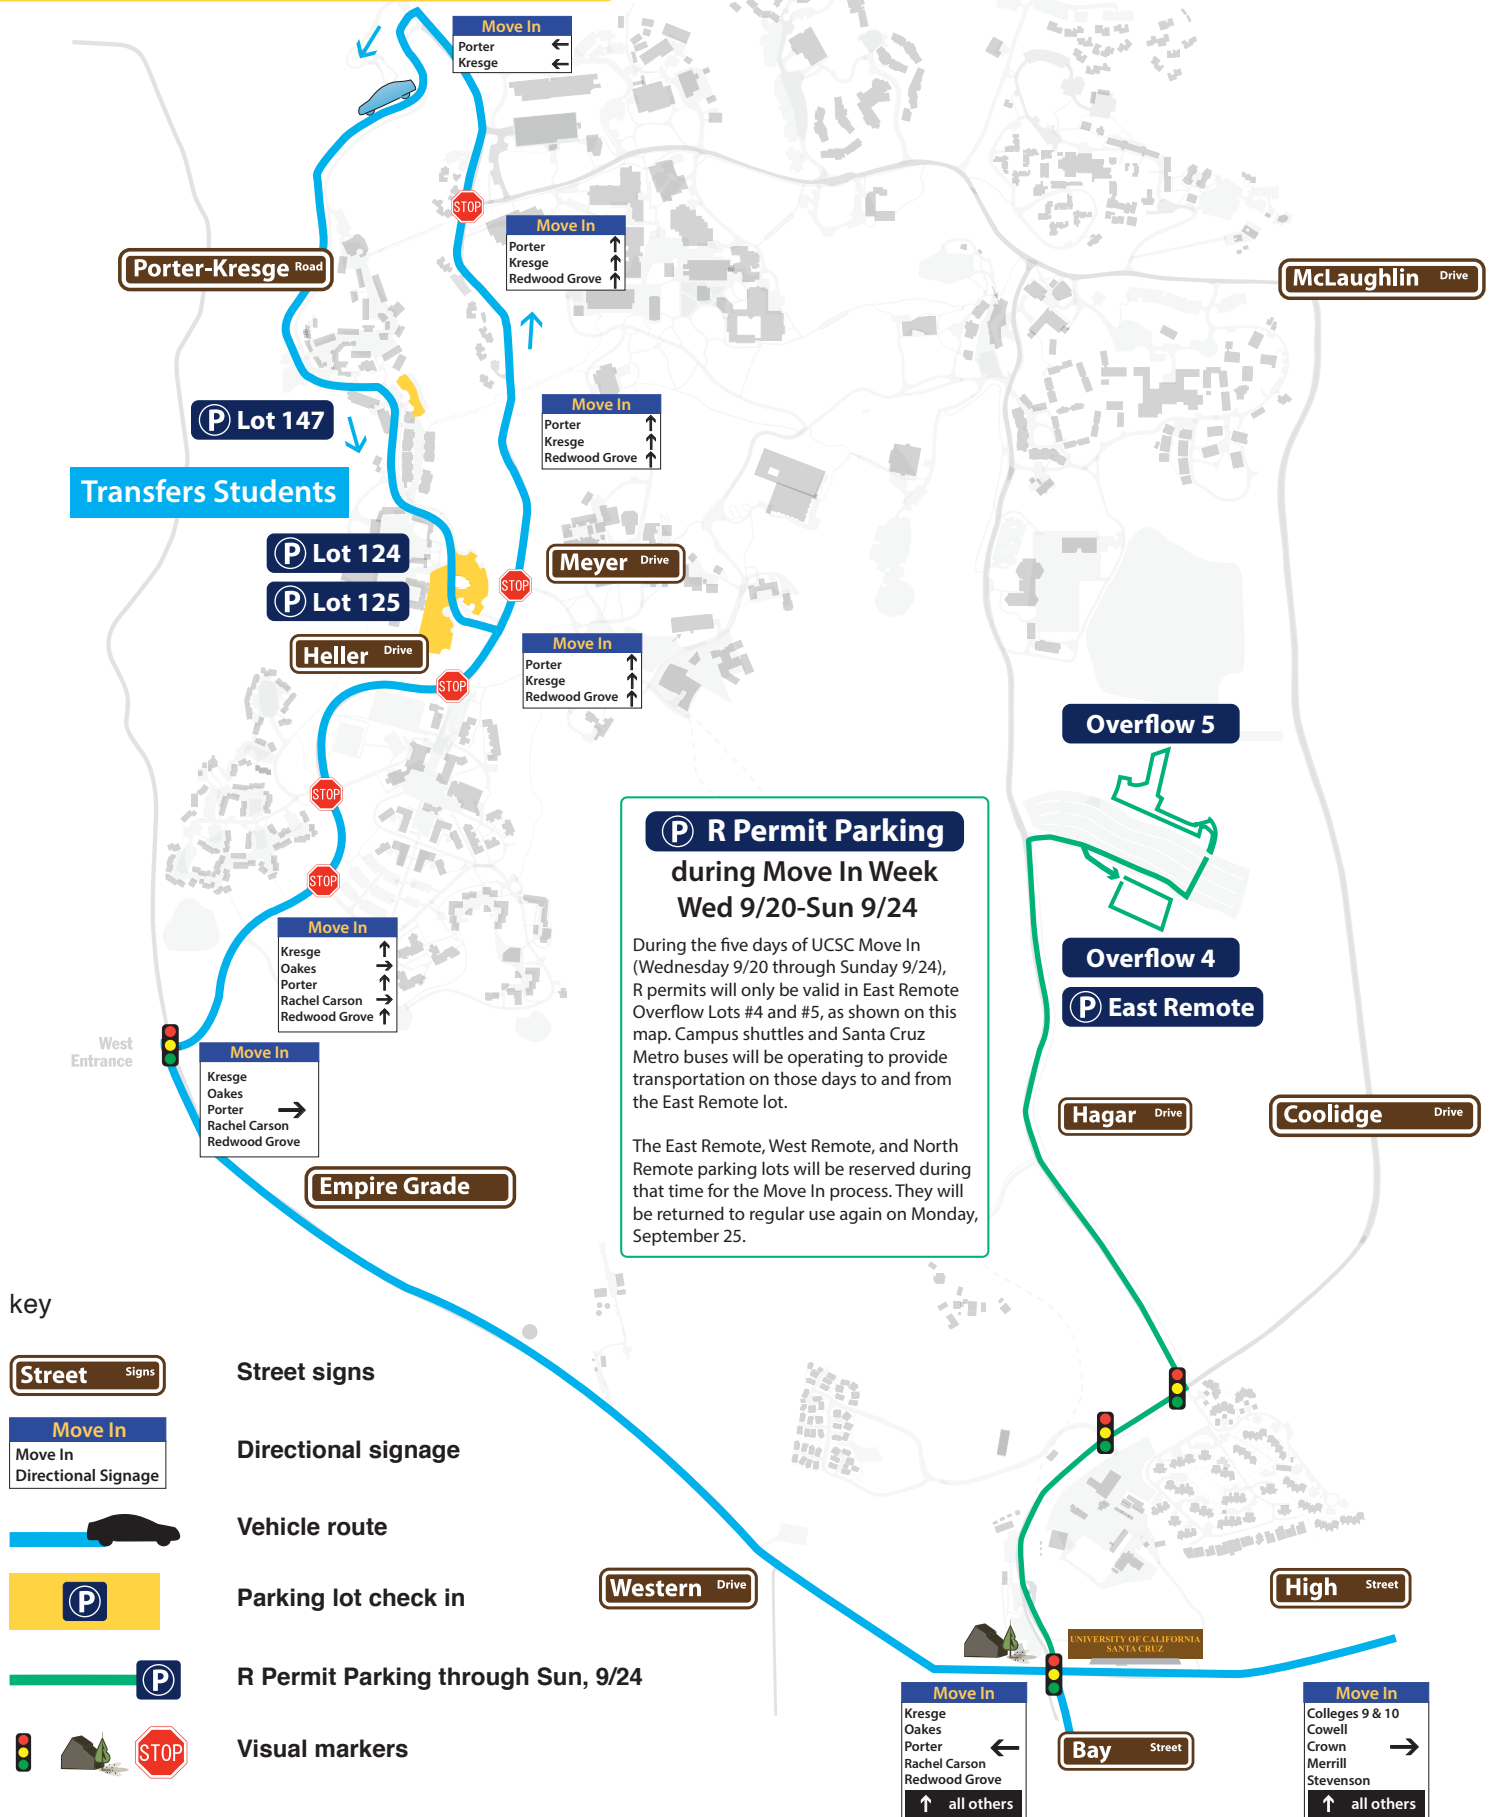 Move In
Porter ←
Kresge ←
STOP
Move In
Porter ↑
Kresge ↑
Redwood Grove ↑
Porter-Kresge Road
McLaughlin Drive
P Lot 147
Move In
Porter ↑
Kresge ↑
Redwood Grove ↑
Transfers Students
P Lot 124
Meyer Drive
STOP
P Lot 125
Heller Drive
Move In
Porter ↑
Kresge ↑
Redwood Grove ↑
STOP
Overflow 5
STOP
P R Permit Parking
during Move In Week
Wed 9/20-Sun 9/24
During the five days of UCSC Move In
(Wednesday 9/20 through Sunday 9/24),
R permits will only be valid in East Remote
Overflow Lots #4 and #5, as shown on this
map. Campus shuttles and Santa Cruz
Metro buses will be operating to provide
transportation on those days to and from
the East Remote lot.
The East Remote, West Remote, and North
Remote parking lots will be reserved during
that time for the Move In process. They will
be returned to regular use again on Monday,
September 25.
STOP
Move In
Kresge ↑
Oakes →
Porter ↑
Rachel Carson →
Redwood Grove ↑
Overflow 4
P East Remote
West
Entrance
Move In
Kresge
Oakes
Porter →
Rachel Carson
Redwood Grove
Hagar Drive
Coolidge Drive
Empire Grade
key
Street Signs
Street signs
Move In
Move In
Directional Signage
Directional signage
Vehicle route
P
Parking lot check in
Western Drive
High Street
UNIVERSITY OF CALIFORNIA
SANTA CRUZ
P
R Permit Parking through Sun, 9/24
STOP
Visual markers
Move In
Kresge
Oakes
Porter ←
Rachel Carson
Redwood Grove
↑ all others
Bay Street
Move In
Colleges 9 & 10
Cowell
Crown →
Merrill
Stevenson
↑ all others